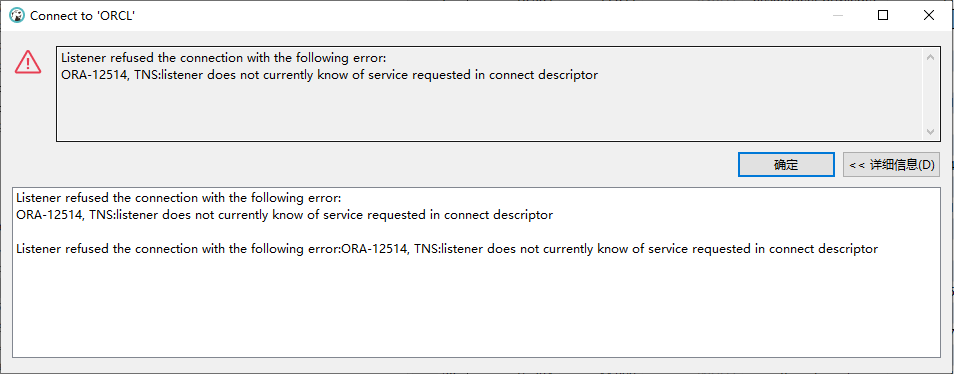 Connect to 'ORCL'
Listener refused the connection with the following error:
ORA-12514, TNS:listener does not currently know of service requested in connect descriptor
确定
<< 详细信息(D)
Listener refused the connection with the following error:
ORA-12514, TNS:listener does not currently know of service requested in connect descriptor
Listener refused the connection with the following error:ORA-12514, TNS:listener does not currently know of service requested in connect descriptor